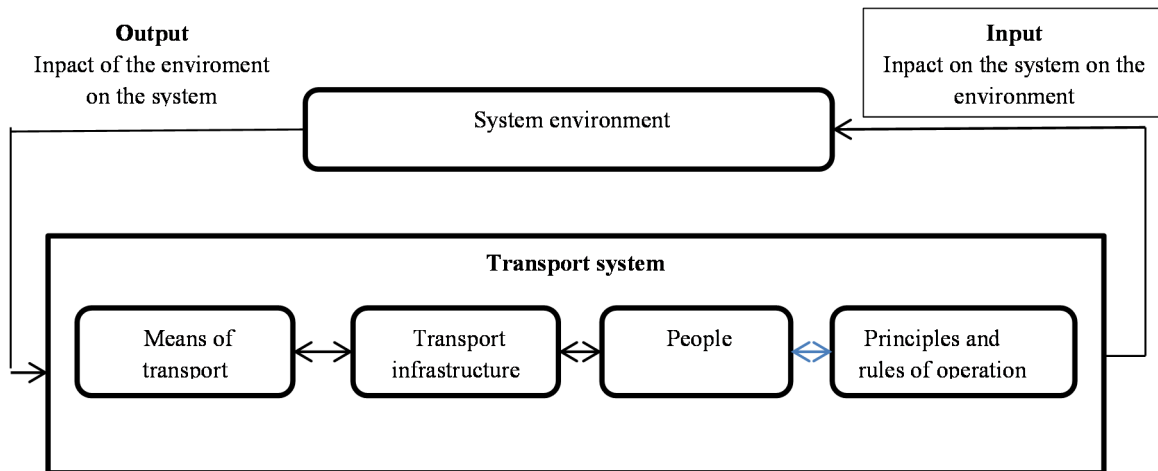 Output
Inpact of the enviroment
on the system
Input
Inpact on the system on the
environment
System environment
Transport system
Means of
transport
Transport
infrastructure
People
Principles and
rules of operation